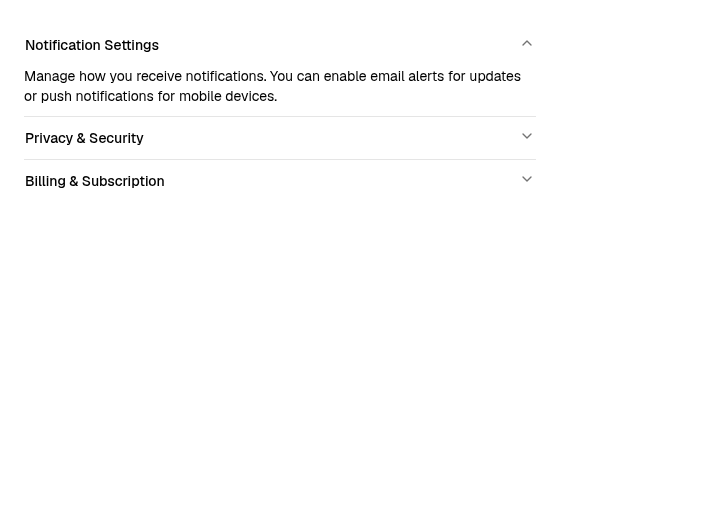 Notification Settings
Manage how you receive notifications. You can enable email alerts for updates
or push notifications for mobile devices.
Privacy & Security
Billing & Subscription